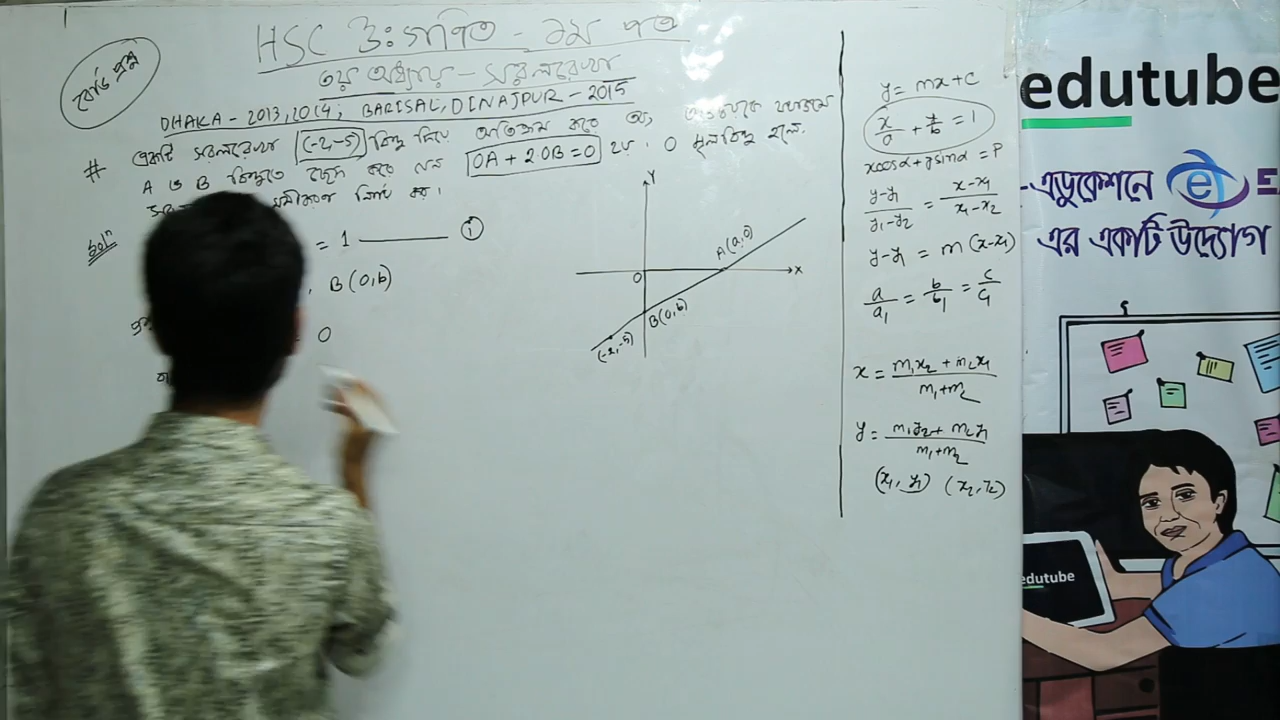 HSC উঃ গণিত - ১ম পত্র
৩য় অধ্যায় - সরলরেখা
বোর্ড প্রশ্ন
DHAKA - 2013, 2014; BARISAL, DINAJPUR - 2015
# একটি সরলরেখা (-2,-5) বিন্দু দিয়ে অতিক্রম করে এবং অক্ষদ্বয়কে যথাক্রমে
A ও B বিন্দুতে ছেদ করে যেন OA + 2OB = 0 হয়, O মূলবিন্দু হলে,
সমীকরণ নির্ণয় কর।
Solⁿ
= 1 ——— ①
, B(0,b)
= 0
Y
X
O
A(a,0)
B(0,b)
(-2,-5)
y = mx + c
x/a + y/b = 1
xcosα + ysinα = P
y-y₁/y₁-y₂ = x-x₁/x₁-x₂
y-y₁ = m(x-x₁)
a/a₁ = b/b₁ = c/c₁
x = m₁x₂ + m₂x₁/m₁+m₂
y = m₁y₂ + m₂y₁/m₁+m₂
(x₁, y₁) (x₂, y₂)
edutube
-এডুকেশনে e E
এর একটি উদ্যোগ
edutube